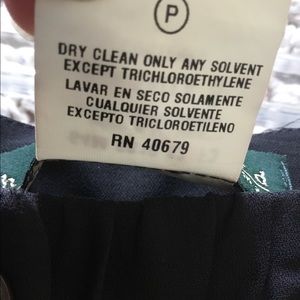 P
DRY CLEAN ONLY ANY SOLVENT
EXCEPT TRICHLOROETHYLENE
LAVAR EN SECO SOLAMENTE
CUALQUIER SOLVENTE
EXCEPTO TRICLOROETILENO
RN 40679